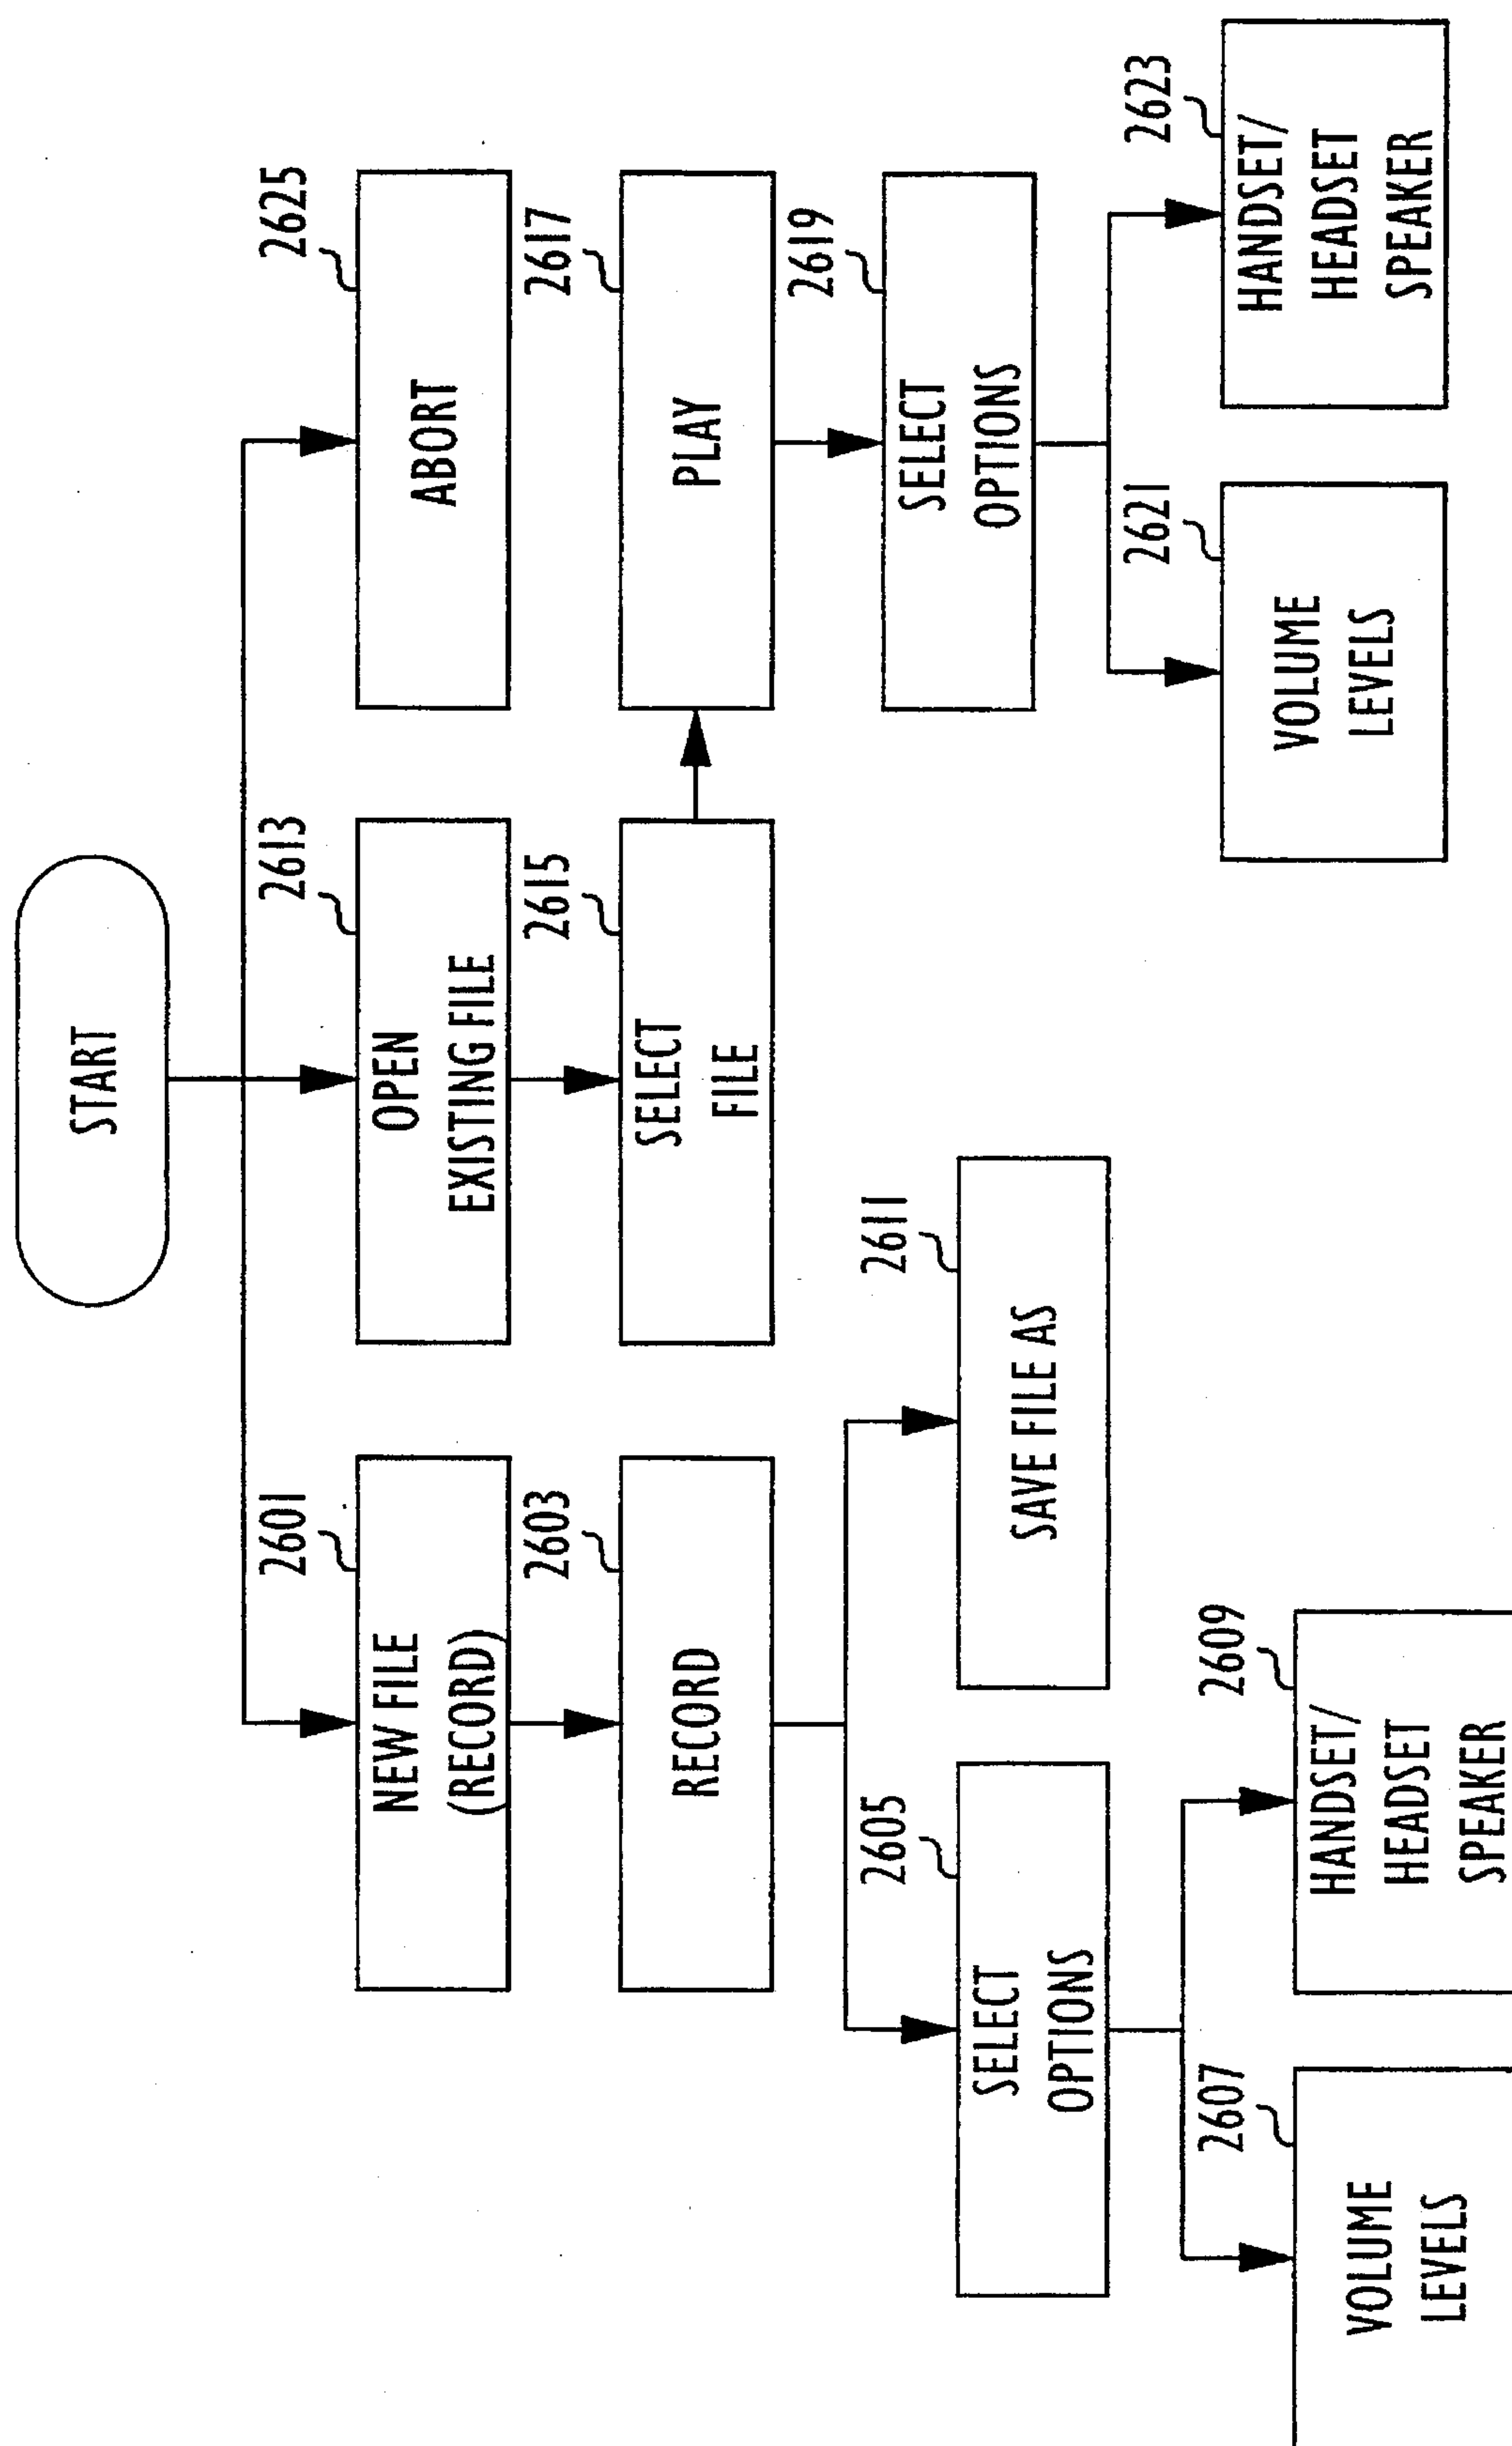 START
2601
NEW FILE
(RECORD)
2613
OPEN
EXISTING FILE
2625
ABORT
2603
RECORD
2615
SELECT
FILE
2617
PLAY
2605
SELECT
OPTIONS
2611
SAVE FILE AS
2619
SELECT
OPTIONS
2607
VOLUME
LEVELS
2609
HANDSET/
HEADSET
SPEAKER
2621
VOLUME
LEVELS
2623
HANDSET/
HEADSET
SPEAKER